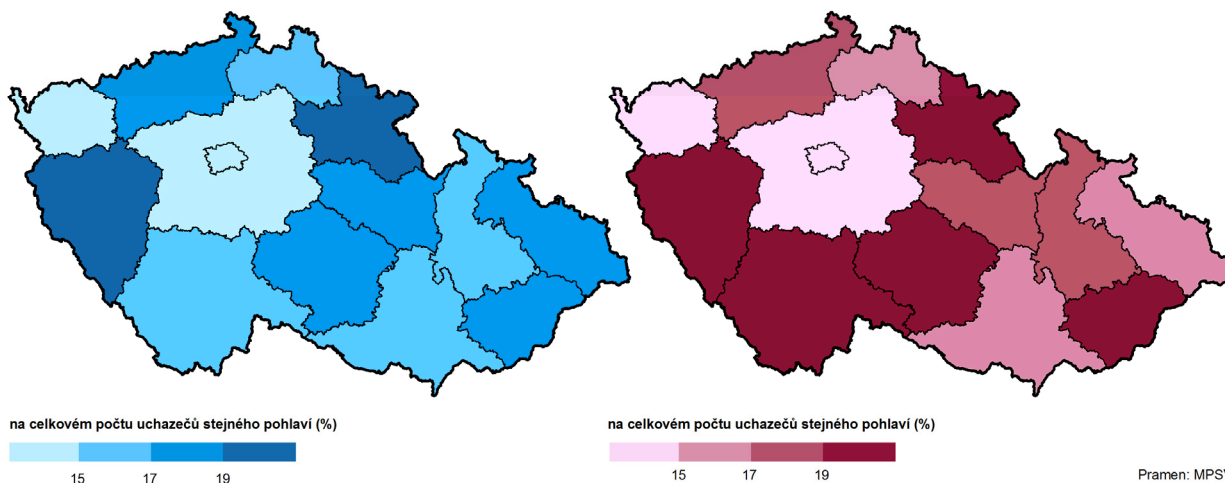 na celkovém počtu uchazečů stejného pohlaví (%)
15 17 19
na celkovém počtu uchazečů stejného pohlaví (%)
15 17 19
Pramen: MPSV